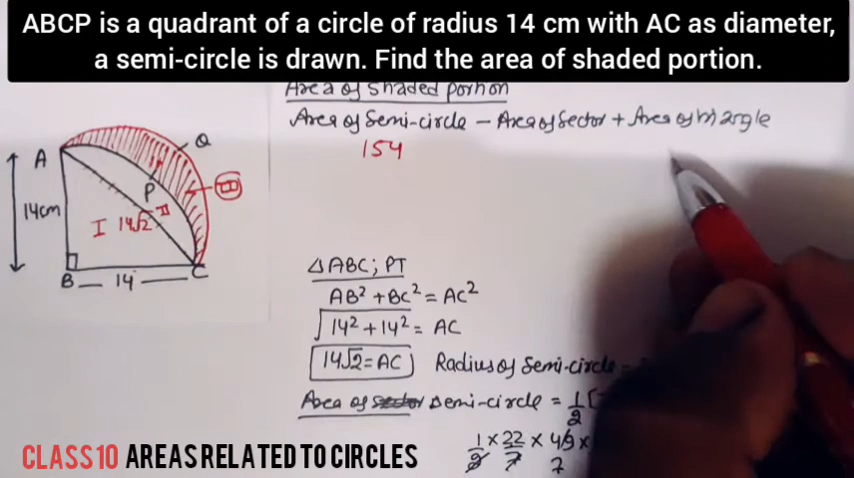 ABCP is a quadrant of a circle of radius 14 cm with AC as diameter,
a semi-circle is drawn. Find the area of shaded portion.
Area of Shaded portion
Area of Semi-circle - Area of Sector + Area of
154
A
Q
P
14cm
I 14√2 II
III
B 14 C
△ABC; PT
AB² + BC² = AC²
√14² + 14² = AC
14√2 = AC Radius of Semi-circle =
Area of Semi-circle = 1/2 [
1/2 × 22/7 × 49 ×
7
CLASS 10 AREAS RELATED TO CIRCLES